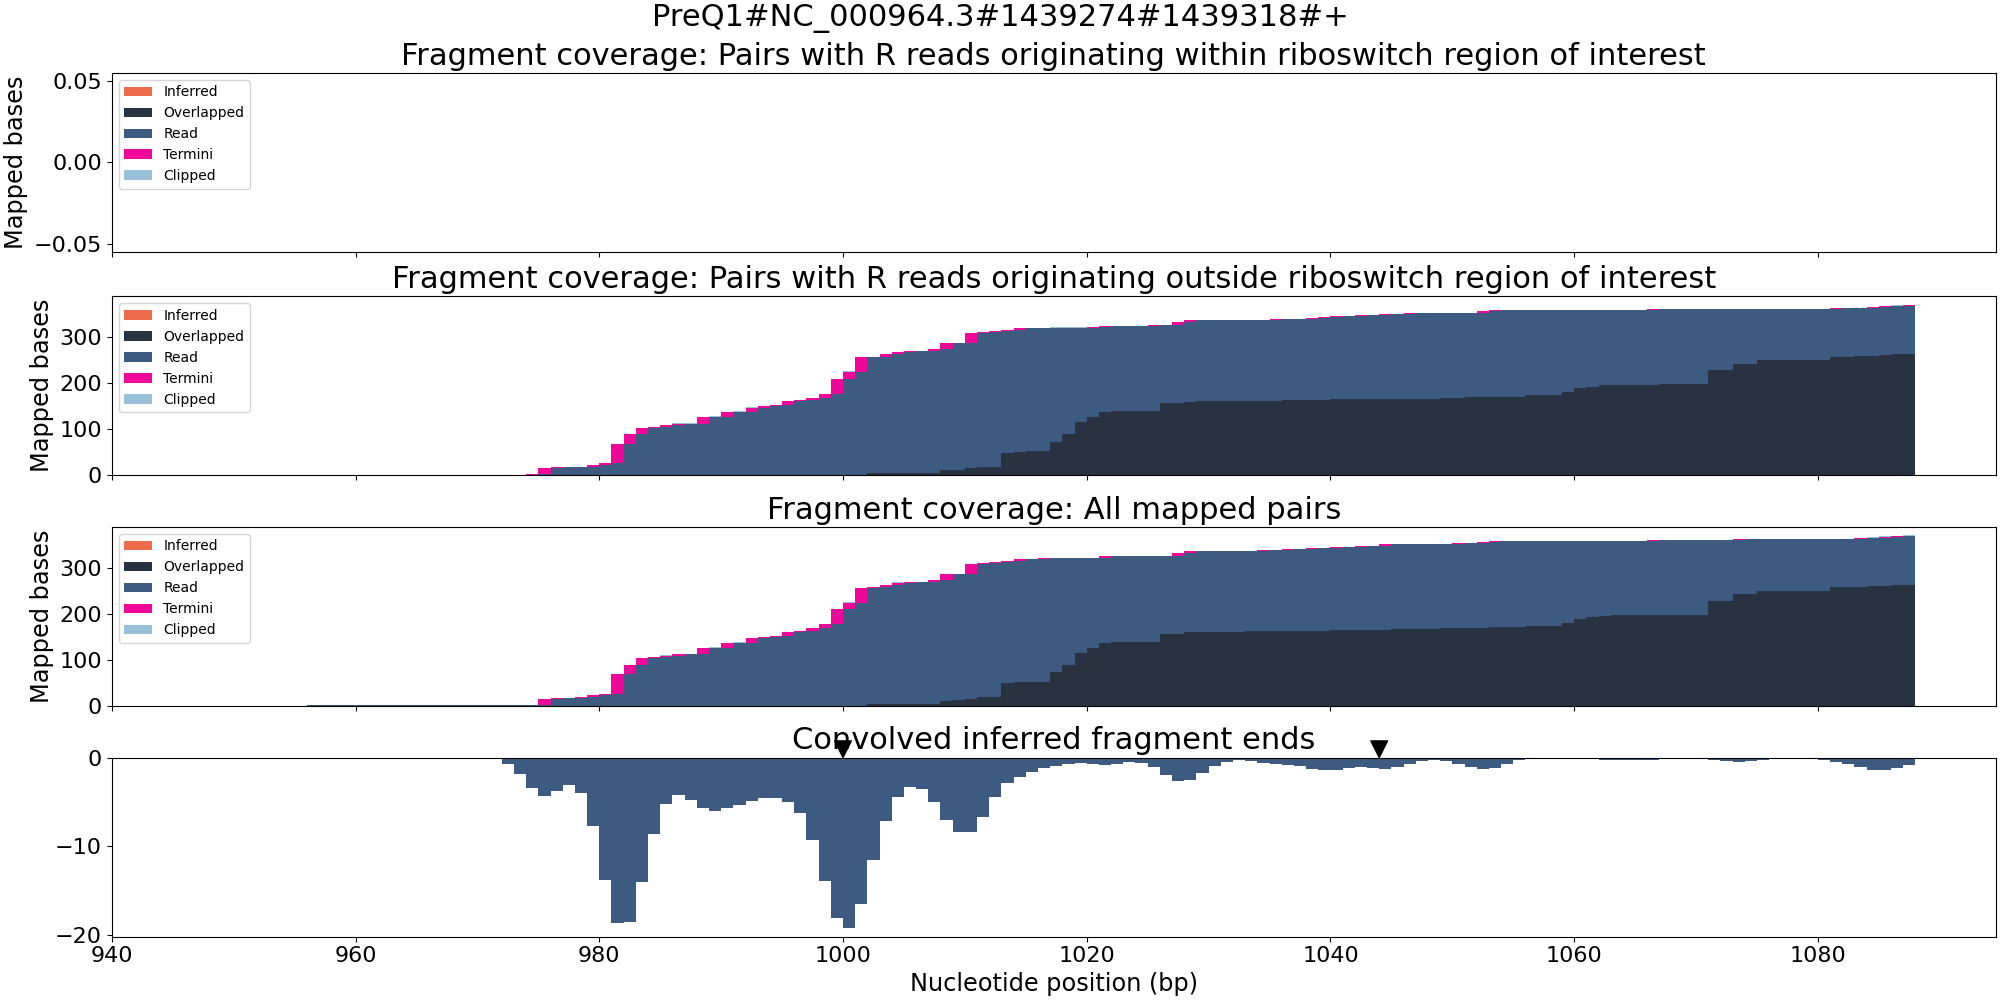 PreQ1#NC_000964.3#1439274#1439318#+
Fragment coverage: Pairs with R reads originating within riboswitch region of interest
Mapped bases
0.05
0.00
−0.05
Inferred
Overlapped
Read
Termini
Clipped
Fragment coverage: Pairs with R reads originating outside riboswitch region of interest
Mapped bases
300
200
100
0
Inferred
Overlapped
Read
Termini
Clipped
Fragment coverage: All mapped pairs
Mapped bases
300
200
100
0
Inferred
Overlapped
Read
Termini
Clipped
Convolved inferred fragment ends
0
−10
−20
940 960 980 1000 1020 1040 1060 1080
Nucleotide position (bp)